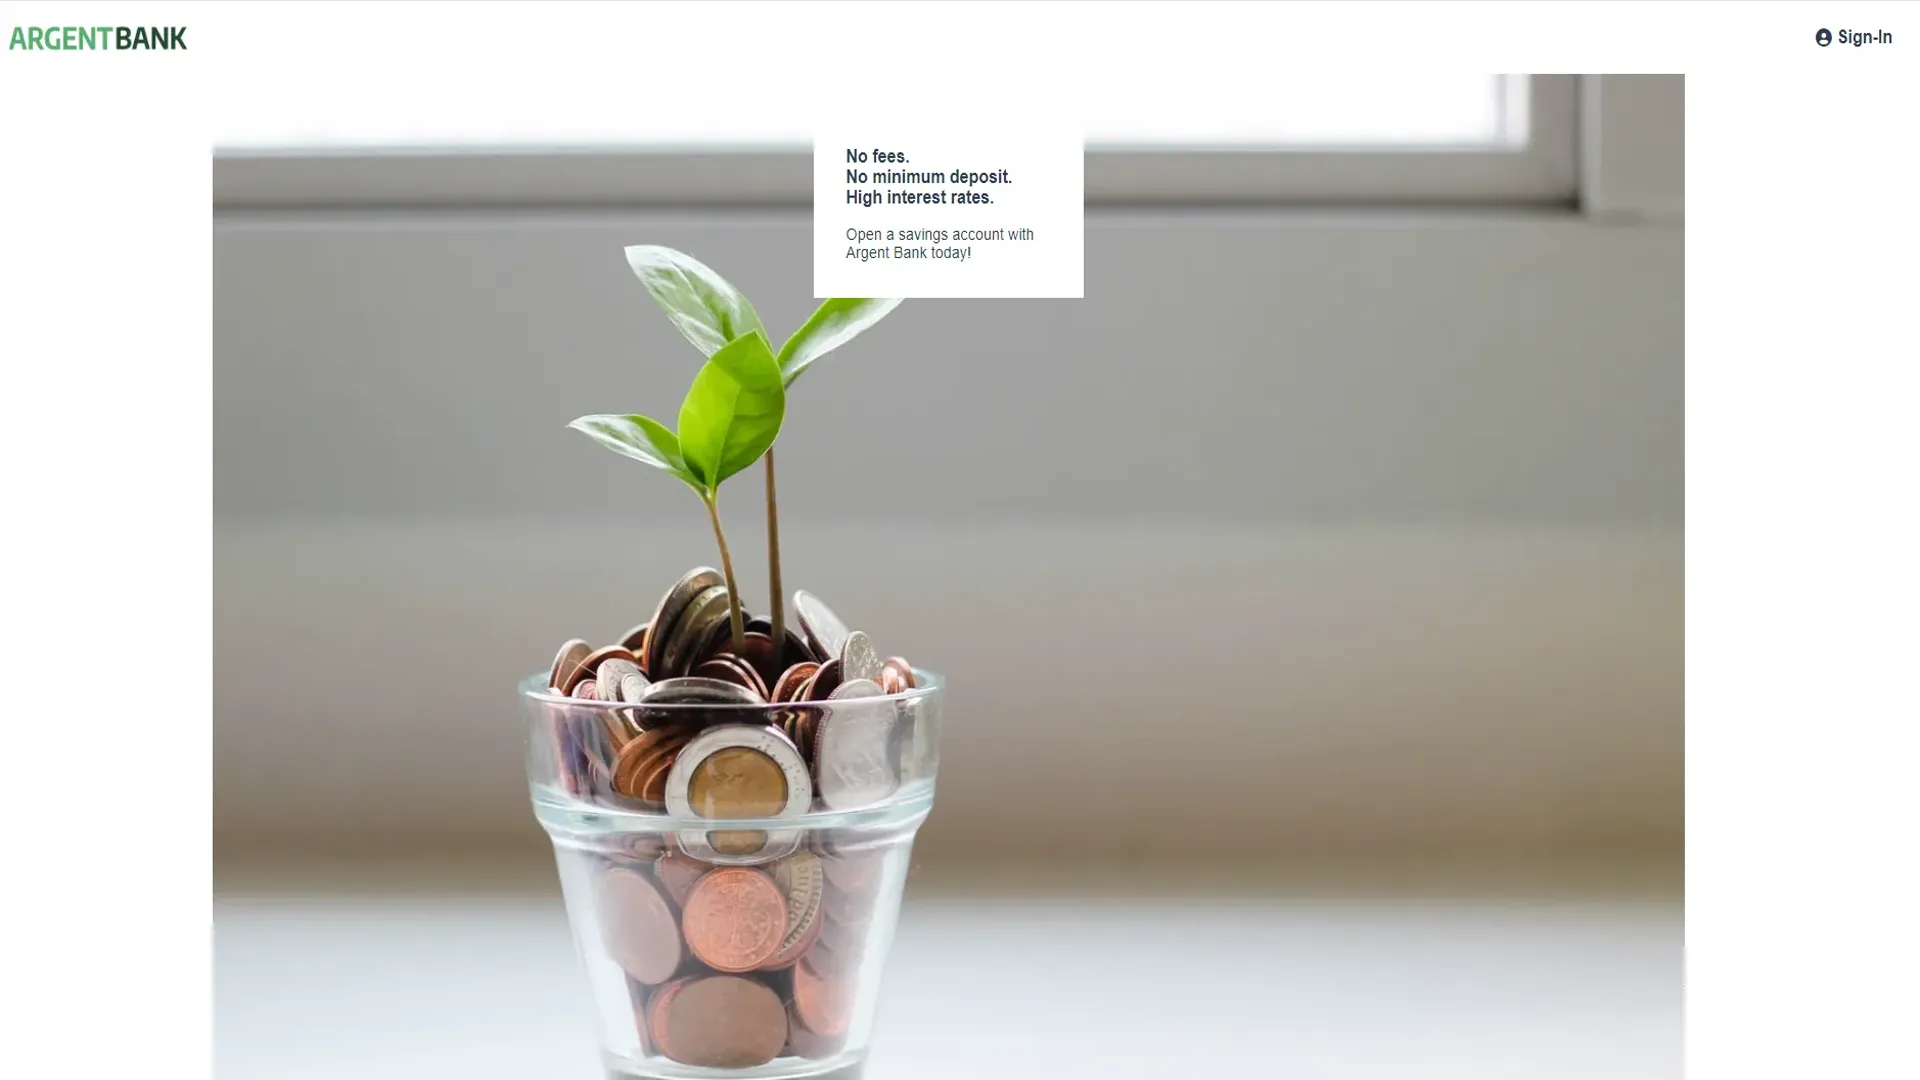 ARGENTBANK
Sign-In
No fees.
No minimum deposit.
High interest rates.
Open a savings account with
Argent Bank today!